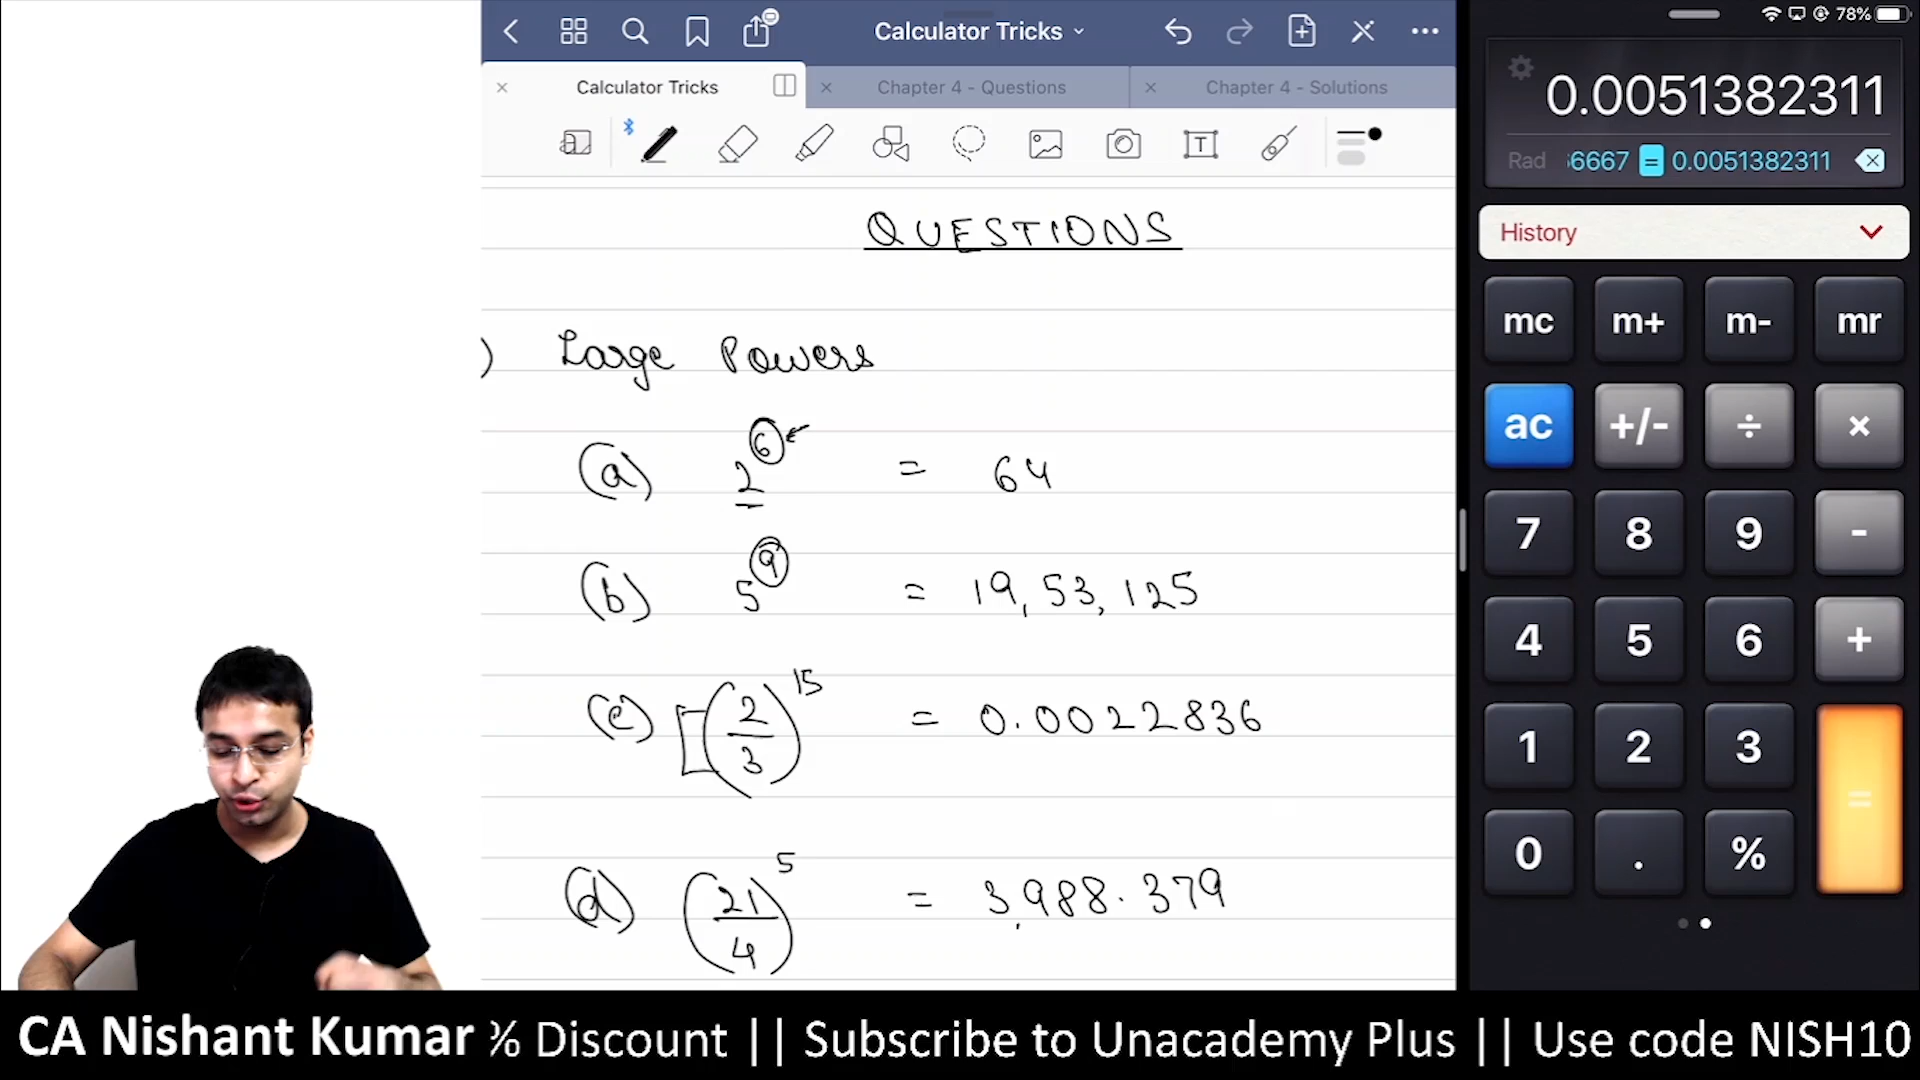 Calculator Tricks
78%
Calculator Tricks
Chapter 4 - Questions
Chapter 4 - Solutions
0.0051382311
Rad 66667 = 0.0051382311
History
mc m+ m- mr
ac +/- ÷ ×
7 8 9 -
4 5 6 +
1 2 3 =
0 . %
QUESTIONS
) Large Powers
(a) 2^6 = 64
(b) 5^9 = 19,53,125
(c) [(2/3)^15 = 0.0022836
(d) (21/4)^5 = 3,988.379
CA Nishant Kumar % Discount || Subscribe to Unacademy Plus || Use code NISH10